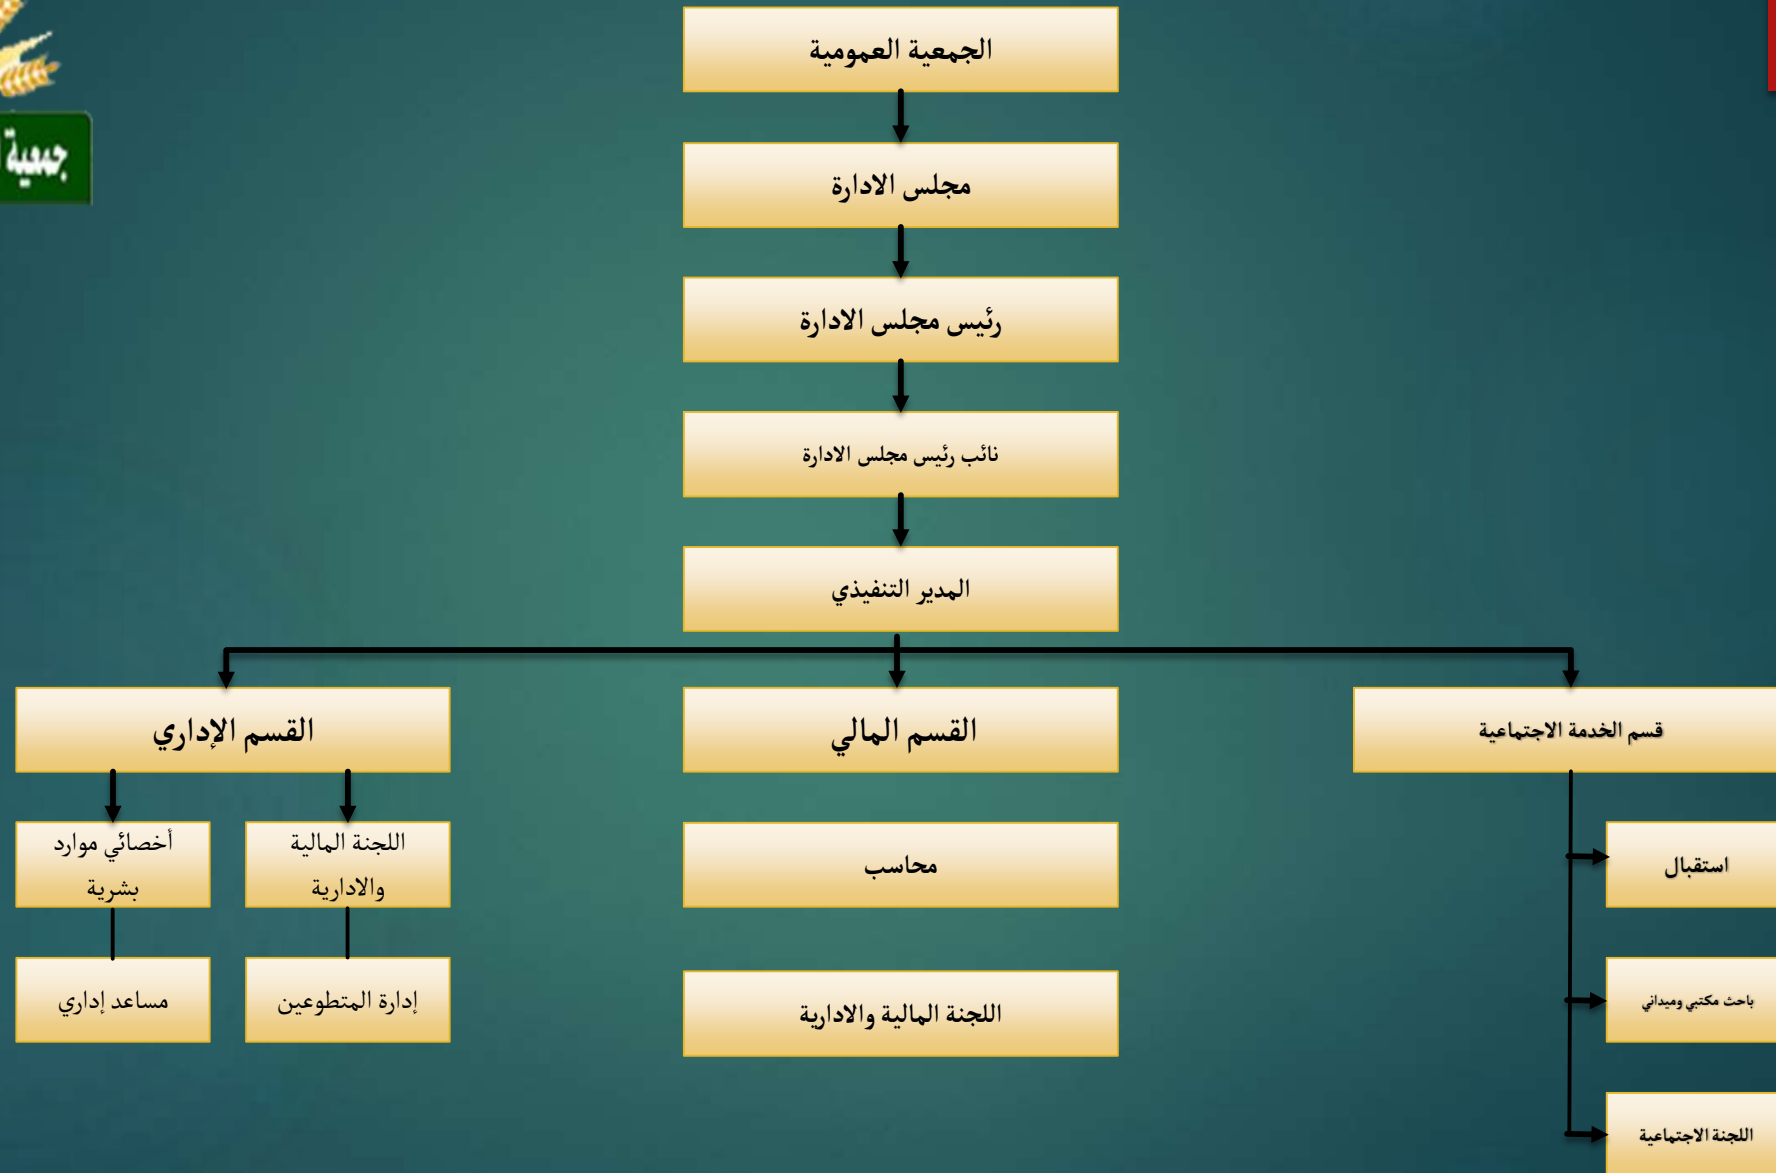 جمعية
الجمعية العمومية
مجلس الادارة
رئيس مجلس الادارة
نائب رئيس مجلس الادارة
المدير التنفيذي
قسم الخدمة الاجتماعية
القسم المالي
القسم الإداري
استقبال
محاسب
اللجنة المالية
والادارية
أخصائي موارد
بشرية
باحث مكتبي وميداني
اللجنة المالية والادارية
إدارة المتطوعين
مساعد إداري
اللجنة الاجتماعية